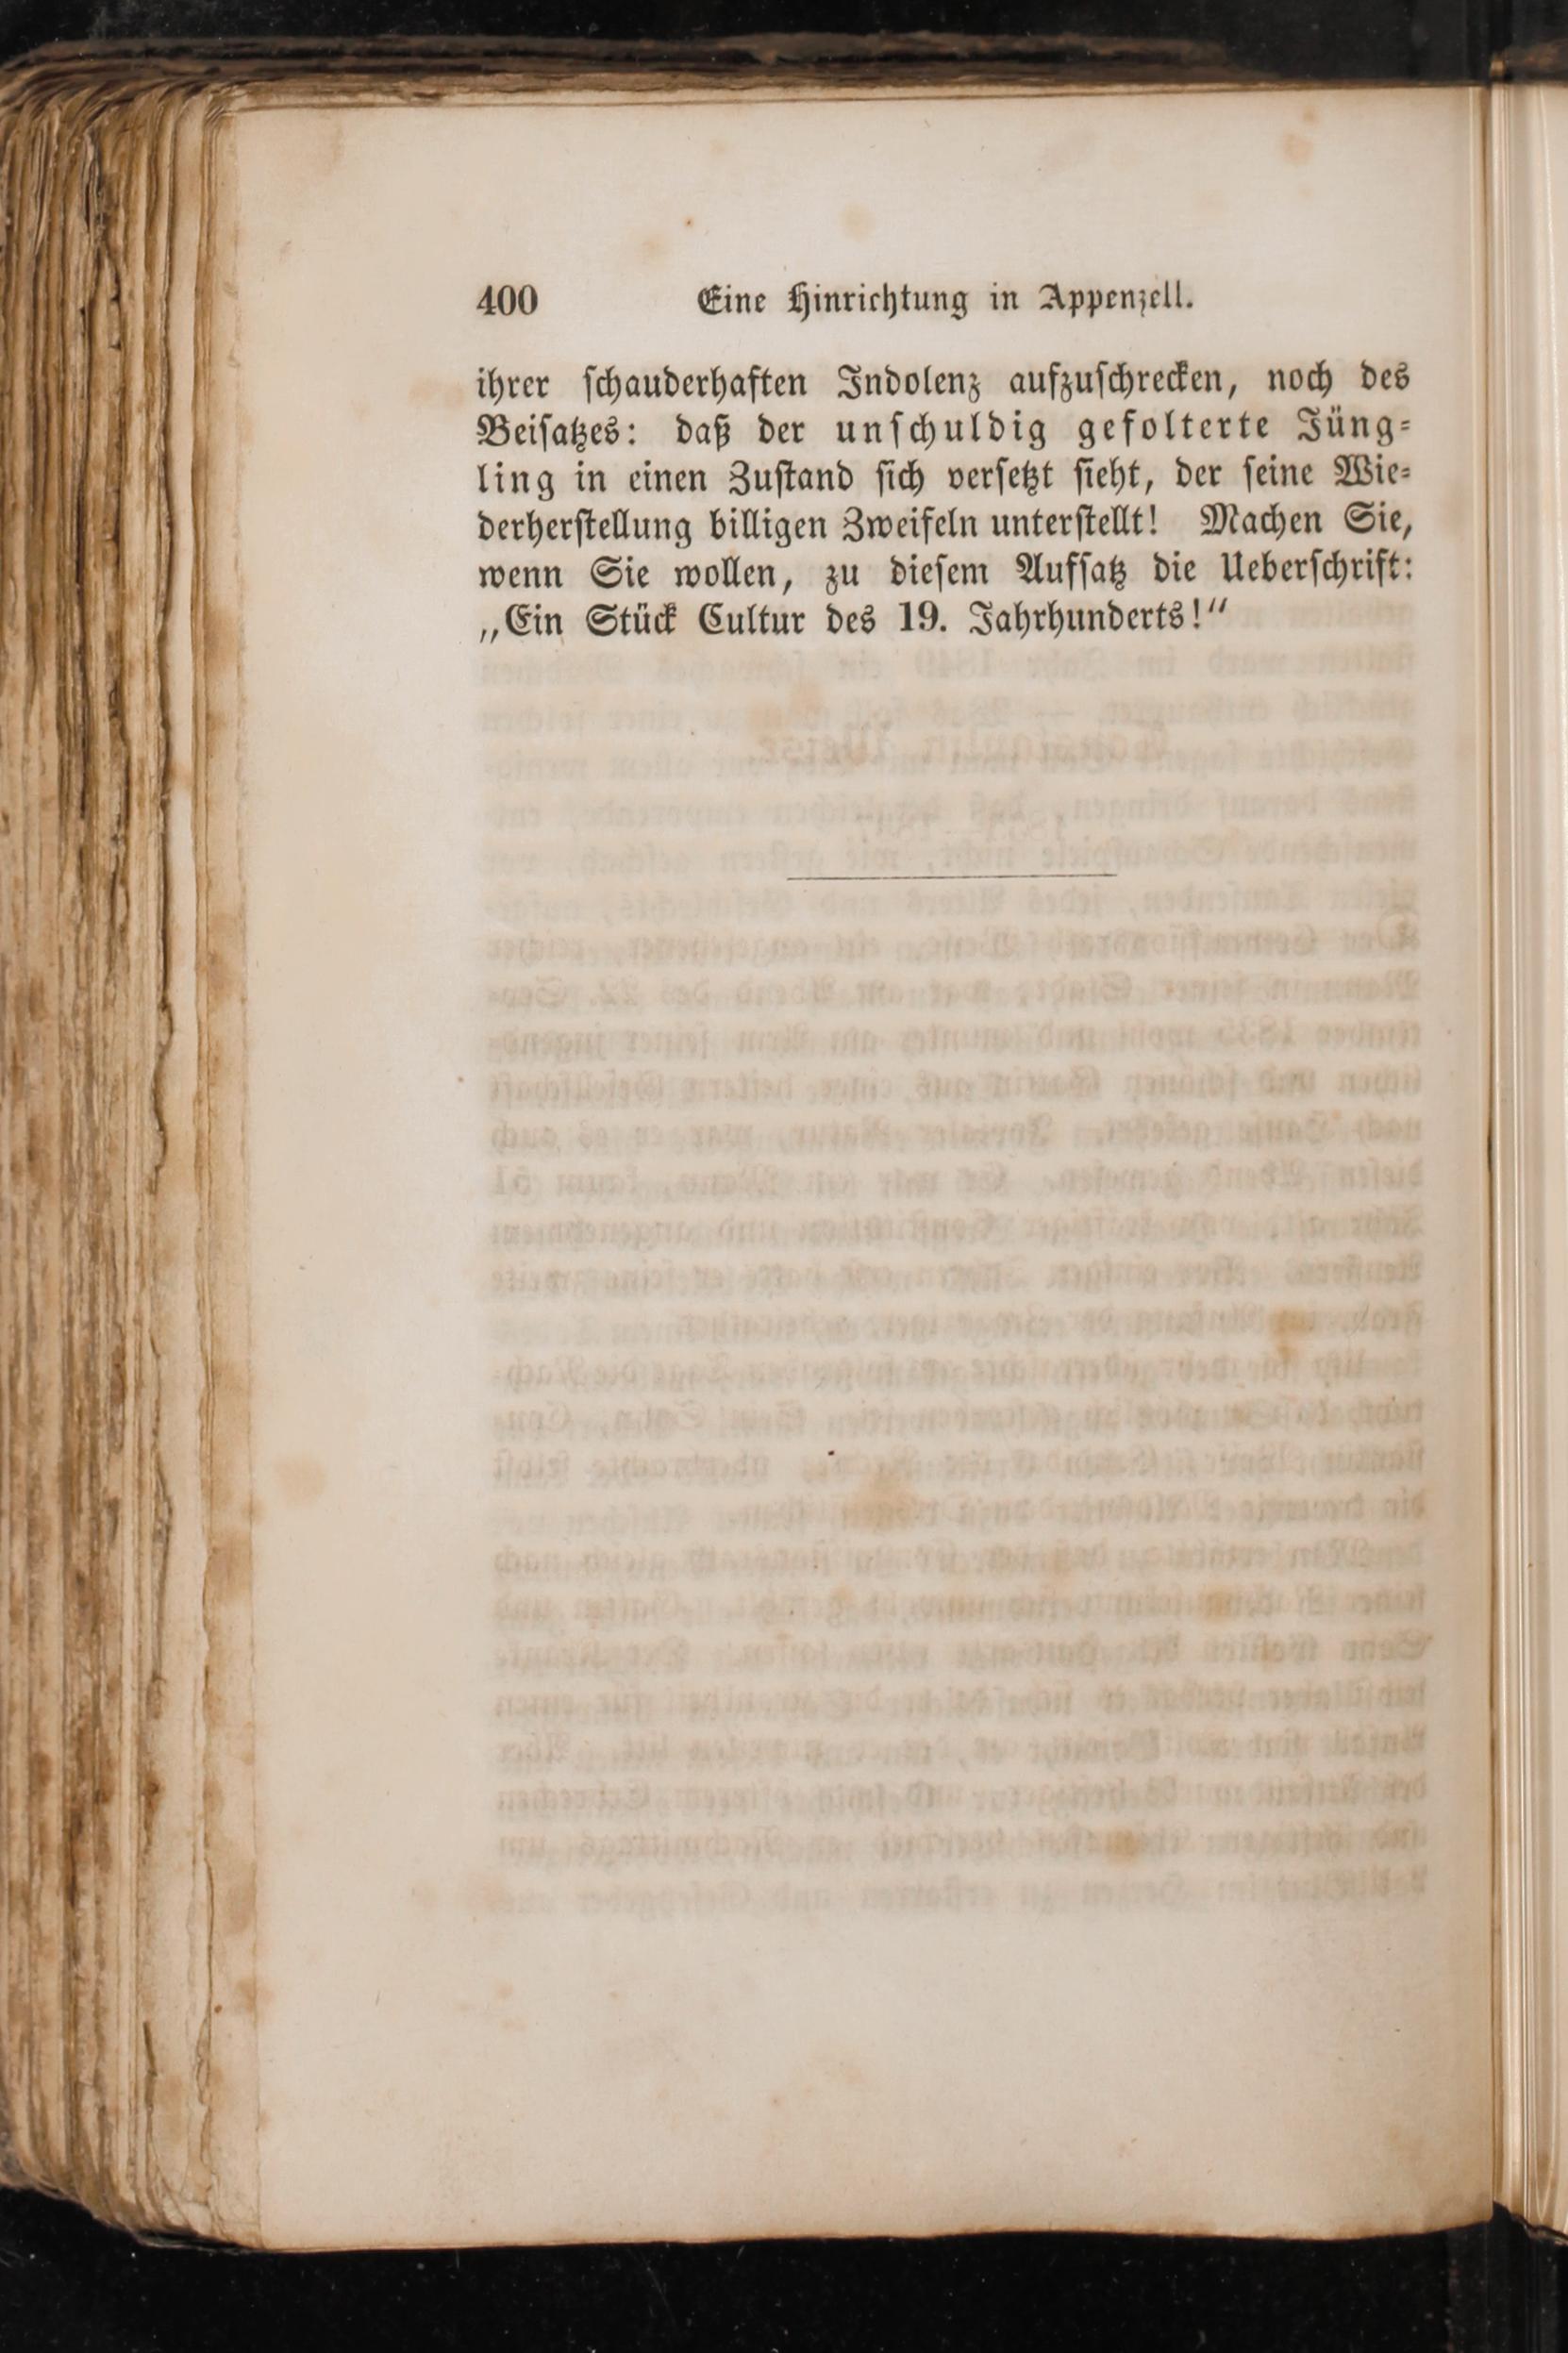 400 Eine Hinrichtung in Appenzell.
ihrer ſchauderhaften Indolenz aufzuſchrecken, noch des
Beiſatzes: daß der unſchuldig gefolterte Jüng⸗
ling in einen Zuſtand ſich verſetzt ſieht, der ſeine Wie⸗
derherſtellung billigen Zweifeln unterſtellt! Machen Sie,
wenn Sie wollen, zu dieſem Aufſatz die Ueberſchrift:
„Ein Stück Cultur des 19. Jahrhunderts!“